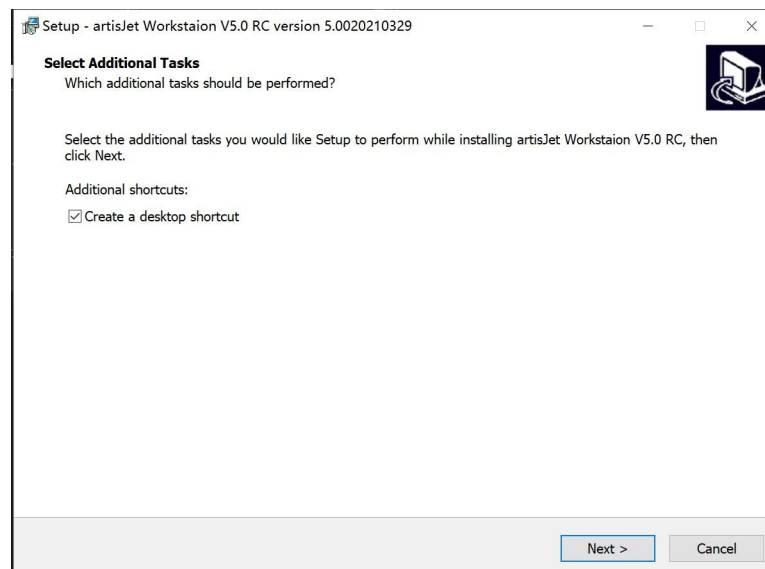 Setup - artisJet Workstaion V5.0 RC version 5.0020210329
Select Additional Tasks
Which additional tasks should be performed?
Select the additional tasks you would like Setup to perform while installing artisJet Workstaion V5.0 RC, then
click Next.
Additional shortcuts:
Create a desktop shortcut
Next >
Cancel